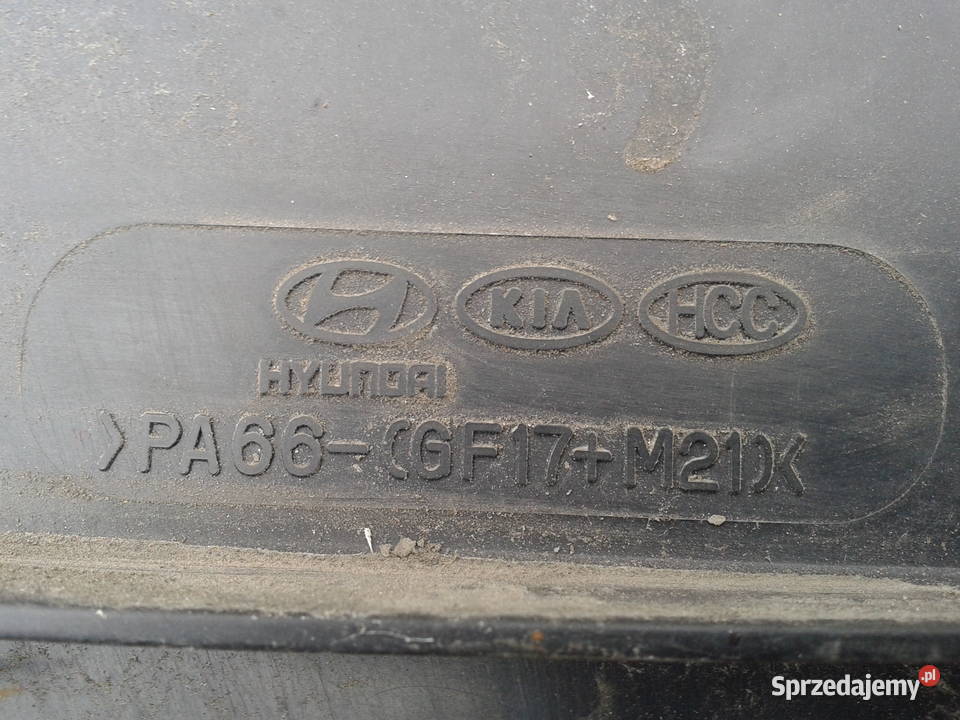 KIA HCC
HYUNDAI
>PA66-(GF17+M21)<
Sprzedajemy.pl